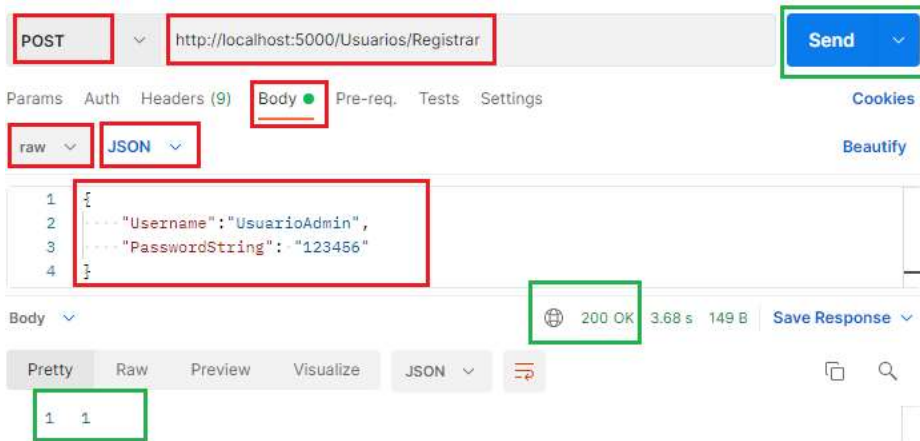 POST http://localhost:5000/Usuarios/Registrar Send
Params Auth Headers (9) Body Pre-req. Tests Settings Cookies
raw JSON Beautify
1 {
2 "Username":"UsuarioAdmin",
3 "PasswordString": "123456"
4 }
Body 200 OK 3.68 s 149 B Save Response
Pretty Raw Preview Visualize JSON
1 1